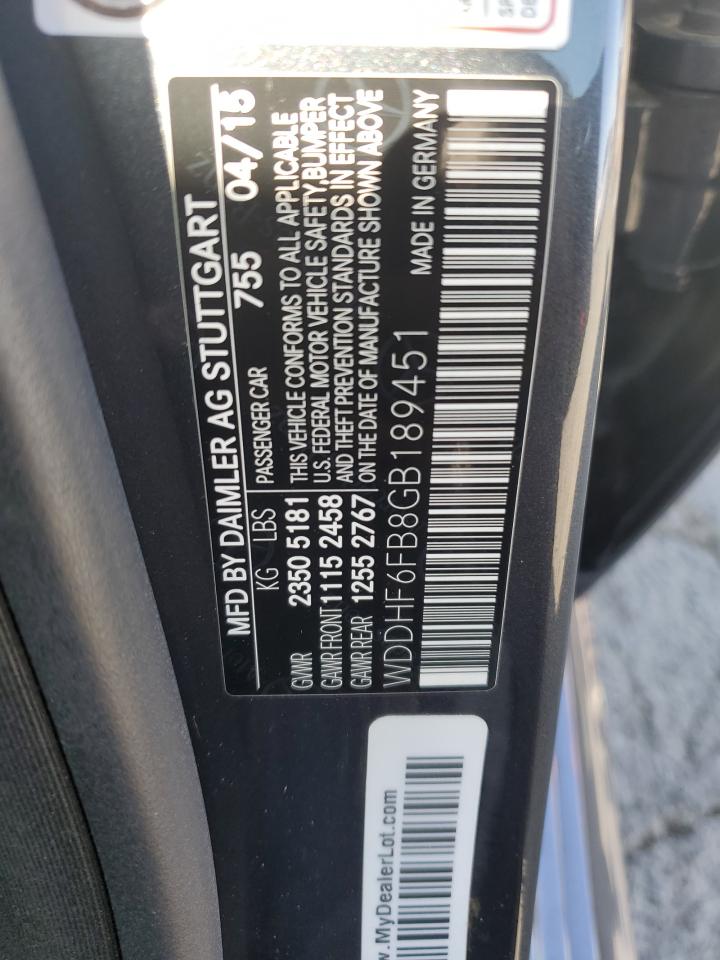 MFD BY DAIMLER AG STUTTGART
KG LBS 755 04/15
GVWR 2350 5181 PASSENGER CAR
GAWR FRONT 1115 2458 THIS VEHICLE CONFORMS TO ALL APPLICABLE
GAWR REAR 1255 2767 U.S. FEDERAL MOTOR VEHICLE SAFETY,BUMPER
AND THEFT PREVENTION STANDARDS IN EFFECT
ON THE DATE OF MANUFACTURE SHOWN ABOVE
WDDHF6FB8GB189451 MADE IN GERMANY
www.MyDealerLot.com